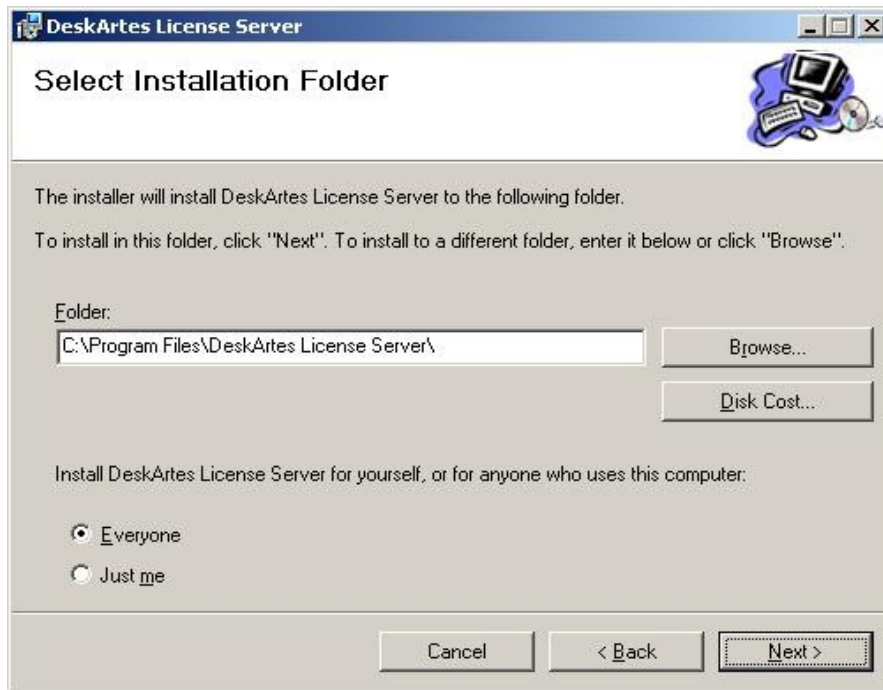 DeskArtes License Server
Select Installation Folder
The installer will install DeskArtes License Server to the following folder.
To install in this folder, click "Next". To install to a different folder, enter it below or click "Browse".
Folder:
C:\Program Files\DeskArtes License Server\
Browse...
Disk Cost...
Install DeskArtes License Server for yourself, or for anyone who uses this computer:
Everyone
Just me
Cancel
< Back
Next >